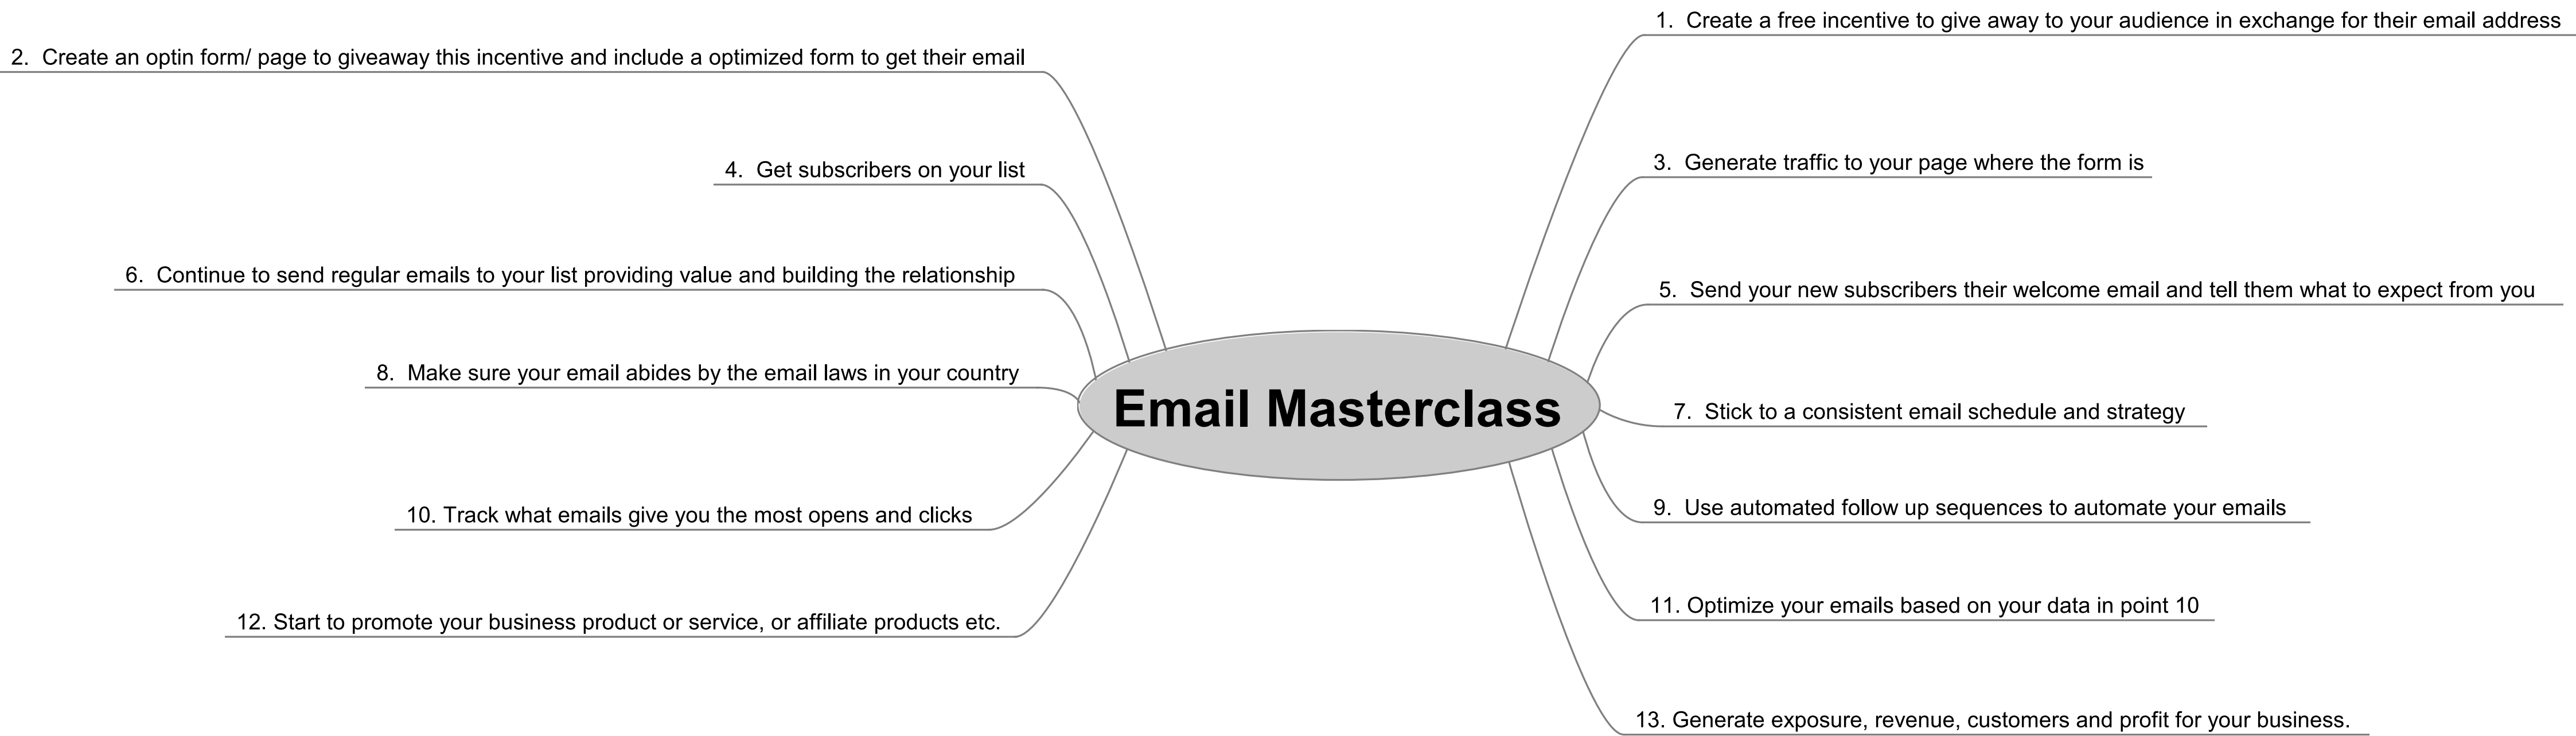 1.  Create a free incentive to give away to your audience in exchange for their email address
2.  Create an optin form/ page to giveaway this incentive and include a optimized form to get their email
3.  Generate traffic to your page where the form is
4.  Get subscribers on your list
5.  Send your new subscribers their welcome email and tell them what to expect from you
6.  Continue to send regular emails to your list providing value and building the relationship
7.  Stick to a consistent email schedule and strategy
8.  Make sure your email abides by the email laws in your country
Email Masterclass
9.  Use automated follow up sequences to automate your emails
10. Track what emails give you the most opens and clicks
11. Optimize your emails based on your data in point 10
12. Start to promote your business product or service, or affiliate products etc.
13. Generate exposure, revenue, customers and profit for your business.